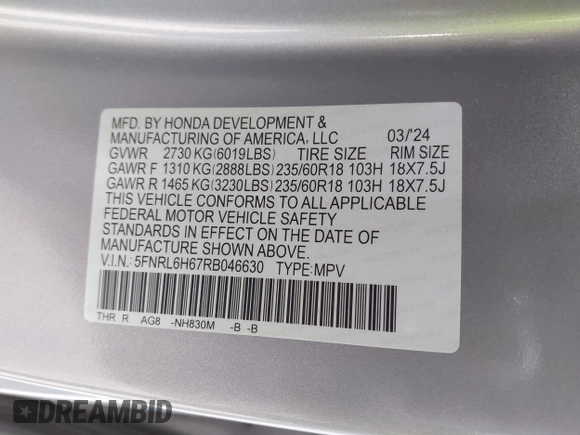 MFD. BY HONDA DEVELOPMENT &
MANUFACTURING OF AMERICA, LLC 03/'24
GVWR 2730 KG(6019LBS) TIRE SIZE RIM SIZE
GAWR F 1310 KG(2888LBS) 235/60R18 103H 18X7.5J
GAWR R 1465 KG(3230LBS) 235/60R18 103H 18X7.5J
THIS VEHICLE CONFORMS TO ALL APPLICABLE
FEDERAL MOTOR VEHICLE SAFETY
STANDARDS IN EFFECT ON THE DATE OF
MANUFACTURE SHOWN ABOVE.
V.I.N.: 5FNRL6H67RB046630 TYPE:MPV
THR R AG8 -NH830M -B -B
DREAMBID